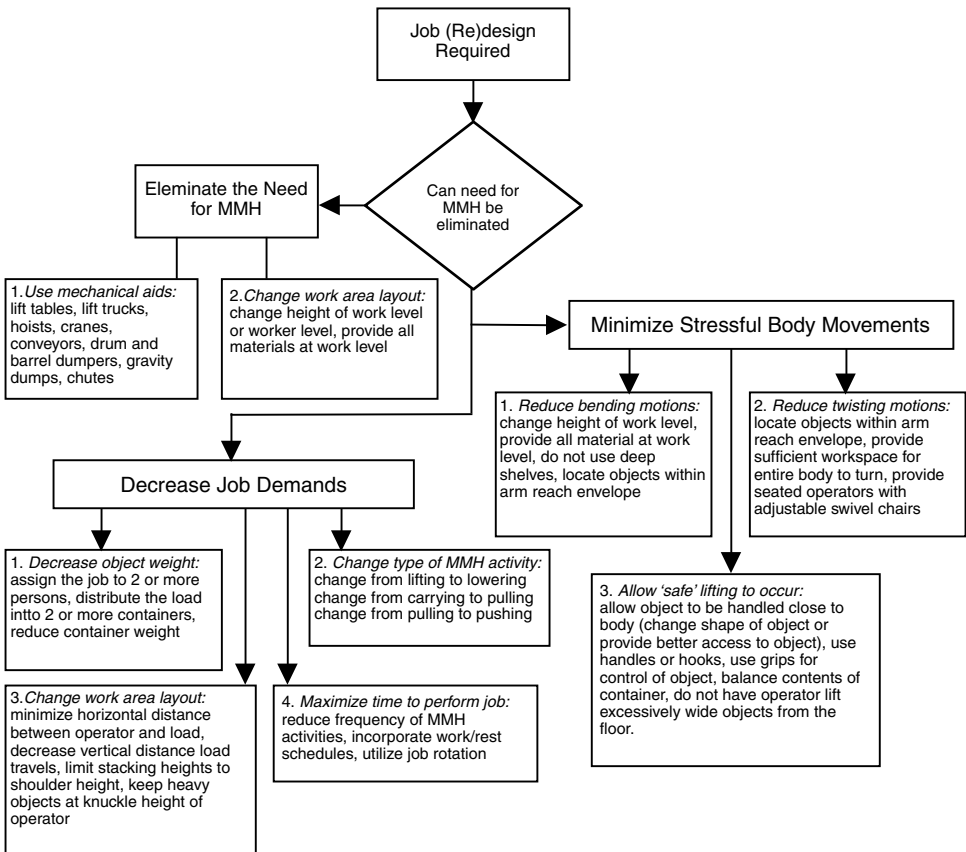 Job (Re)design
Required
Can need for
MMH be
eliminated
Eleminate the Need
for MMH
1.Use mechanical aids:
lift tables, lift trucks,
hoists, cranes,
conveyors, drum and
barrel dumpers, gravity
dumps, chutes
2.Change work area layout:
change height of work level
or worker level, provide all
materials at work level
Minimize Stressful Body Movements
1. Reduce bending motions:
change height of work level,
provide all material at work
level, do not use deep
shelves, locate objects within
arm reach envelope
2. Reduce twisting motions:
locate objects within arm
reach envelope, provide
sufficient workspace for
entire body to turn, provide
seated operators with
adjustable swivel chairs
3. Allow ‘safe’ lifting to occur:
allow object to be handled close to
body (change shape of object or
provide better access to object), use
handles or hooks, use grips for
control of object, balance contents of
container, do not have operator lift
excessively wide objects from the
floor.
Decrease Job Demands
1. Decrease object weight:
assign the job to 2 or more
persons, distribute the load
innto 2 or more containers,
reduce container weight
2. Change type of MMH activity:
change from lifting to lowering
change from carrying to pulling
change from pulling to pushing
3.Change work area layout:
minimize horizontal distance
between operator and load,
decrease vertical distance load
travels, limit stacking heights to
shoulder height, keep heavy
objects at knuckle height of
operator
4. Maximize time to perform job:
reduce frequency of MMH
activities, incorporate work/rest
schedules, utilize job rotation